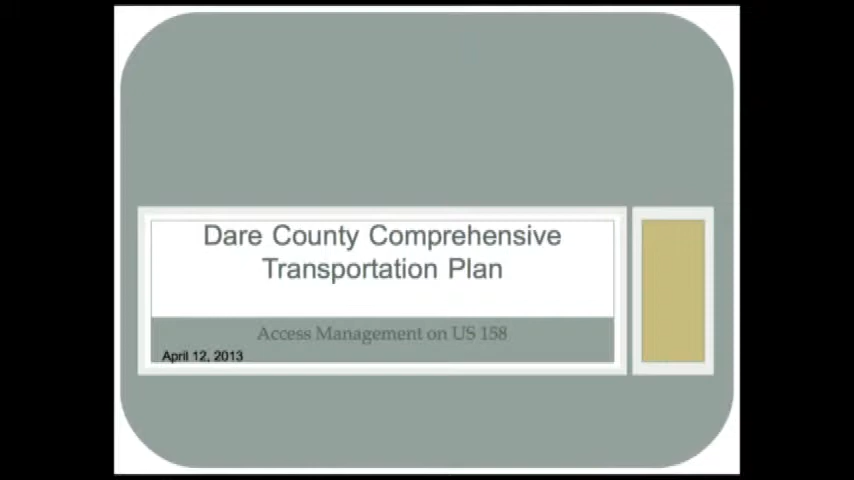 Dare County Comprehensive
Transportation Plan
Access Management on US 158
April 12, 2013